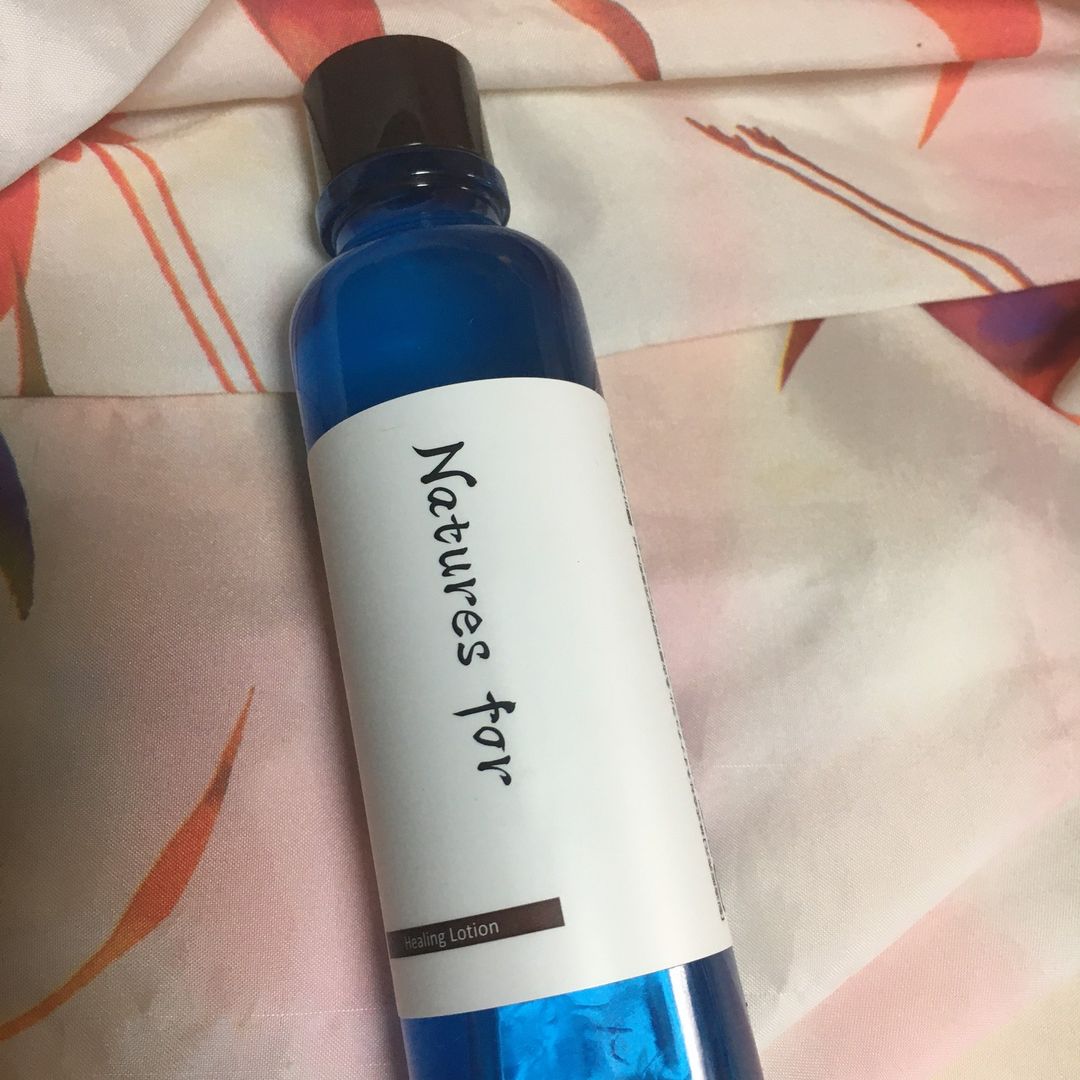 Natures for
Healing Lotion